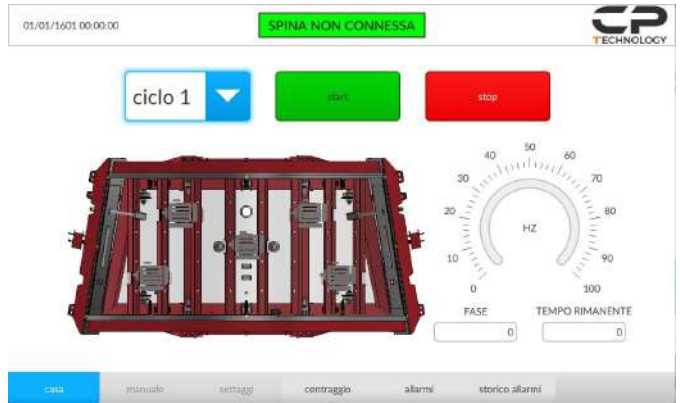 01/01/1601 00:00:00
SPINA NON CONNESSA
CP
TECHNOLOGY
ciclo 1
start
stop
50
40
60
30
70
20
80
HZ
10
90
0
100
FASE
TEMPO RIMANENTE
0
0
casa
manuale
settaggi
centraggio
allarmi
storico allarmi